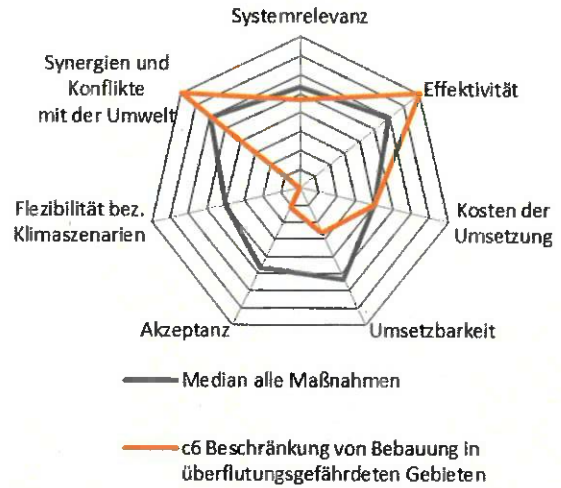 Systemrelevanz
Synergien und
Konflikte
mit der Umwelt
Effektivität
Flezibilität bez.
Klimaszenarien
Kosten der
Umsetzung
Akzeptanz
Umsetzbarkeit
Median alle Maßnahmen
c6 Beschränkung von Bebauung in
überflutungsgefährdeten Gebieten